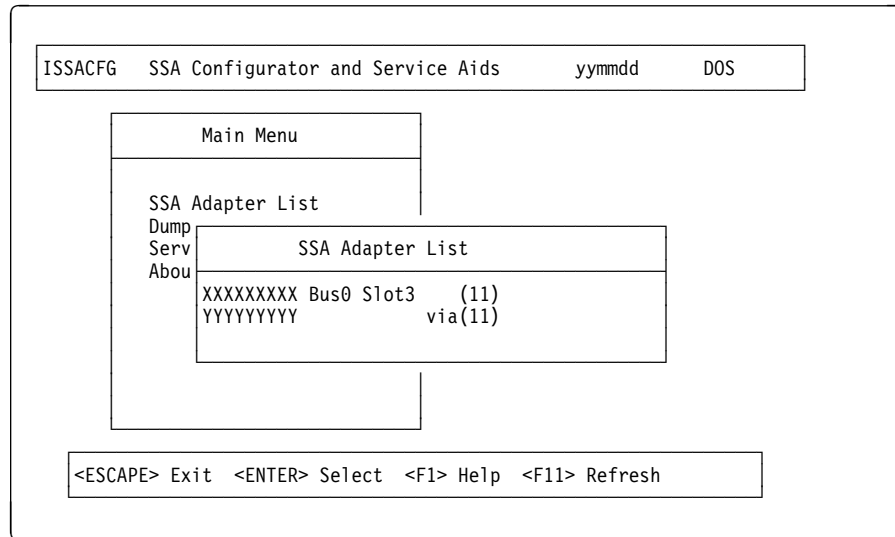 ISSACFG SSA Configurator and Service Aids yymmdd DOS
Main Menu
SSA Adapter List
Dump
Serv
Abou
SSA Adapter List
XXXXXXXXX Bus0 Slot3 (11)
YYYYYYYYY via(11)
<ESCAPE> Exit <ENTER> Select <F1> Help <F11> Refresh